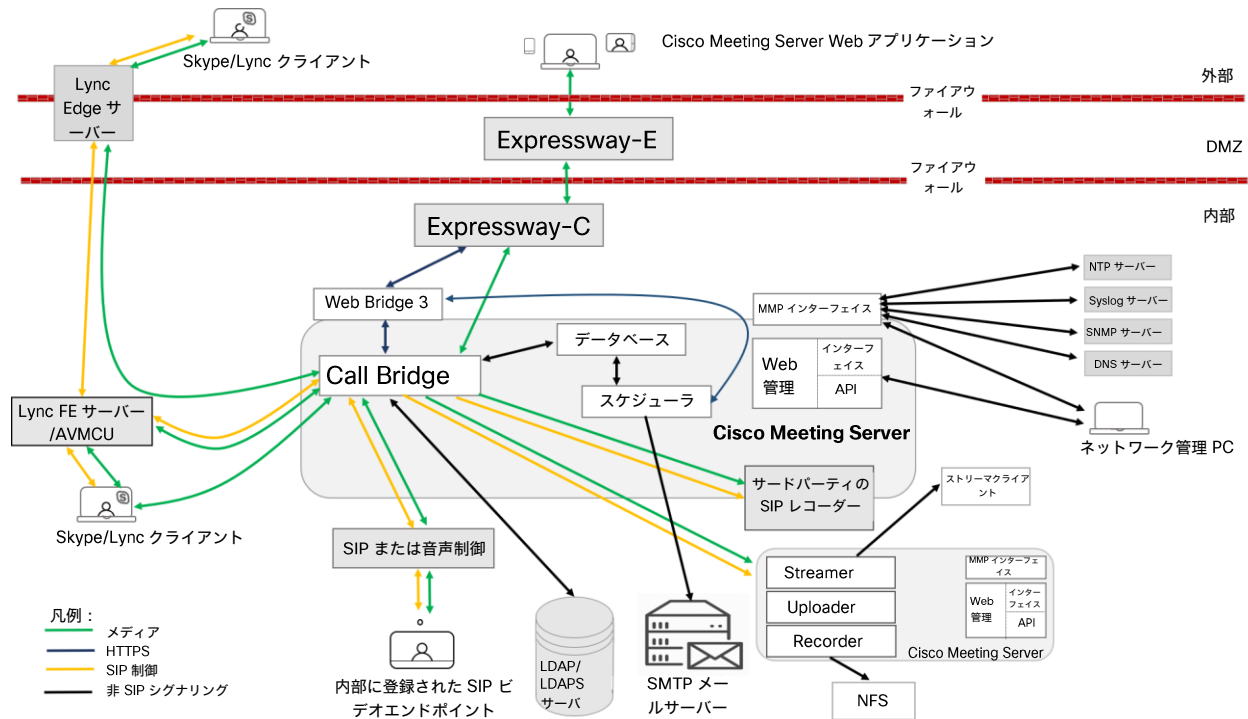 Skype/Lync クライアント
Cisco Meeting Server Web アプリケーション
外部
Lync
Edge サ
ーバー
ファイアウ
ォール
Expressway-E
DMZ
ファイアウ
ォール
内部
Expressway-C
Web Bridge 3
MMP インターフェイス
NTP サーバー
Syslog サーバー
SNMP サーバー
DNS サーバー
データベース
Call Bridge
スケジューラ
Web
管理
インターフ
ェイス
API
Cisco Meeting Server
ネットワーク管理 PC
Lync FE サーバー
/AVMCU
Skype/Lync クライアント
サードパーティの
SIP レコーダー
ストリーマクライア
ント
SIP または音声制御
Streamer
Uploader
Recorder
MMP インターフェ
イス
Web
管理
インター
フェイス
API
Cisco Meeting Server
凡例：
メディア
HTTPS
SIP 制御
非 SIP シグナリング
内部に登録された SIP ビ
デオエンドポイント
LDAP/
LDAPS
サーバ
SMTP メー
ルサーバー
NFS